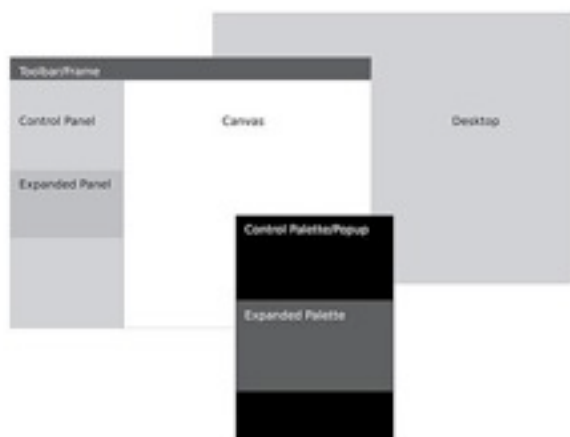 Toolbar/Frame
Control Panel
Canvas
Desktop
Expanded Panel
Control Palette/Popup
Expanded Palette